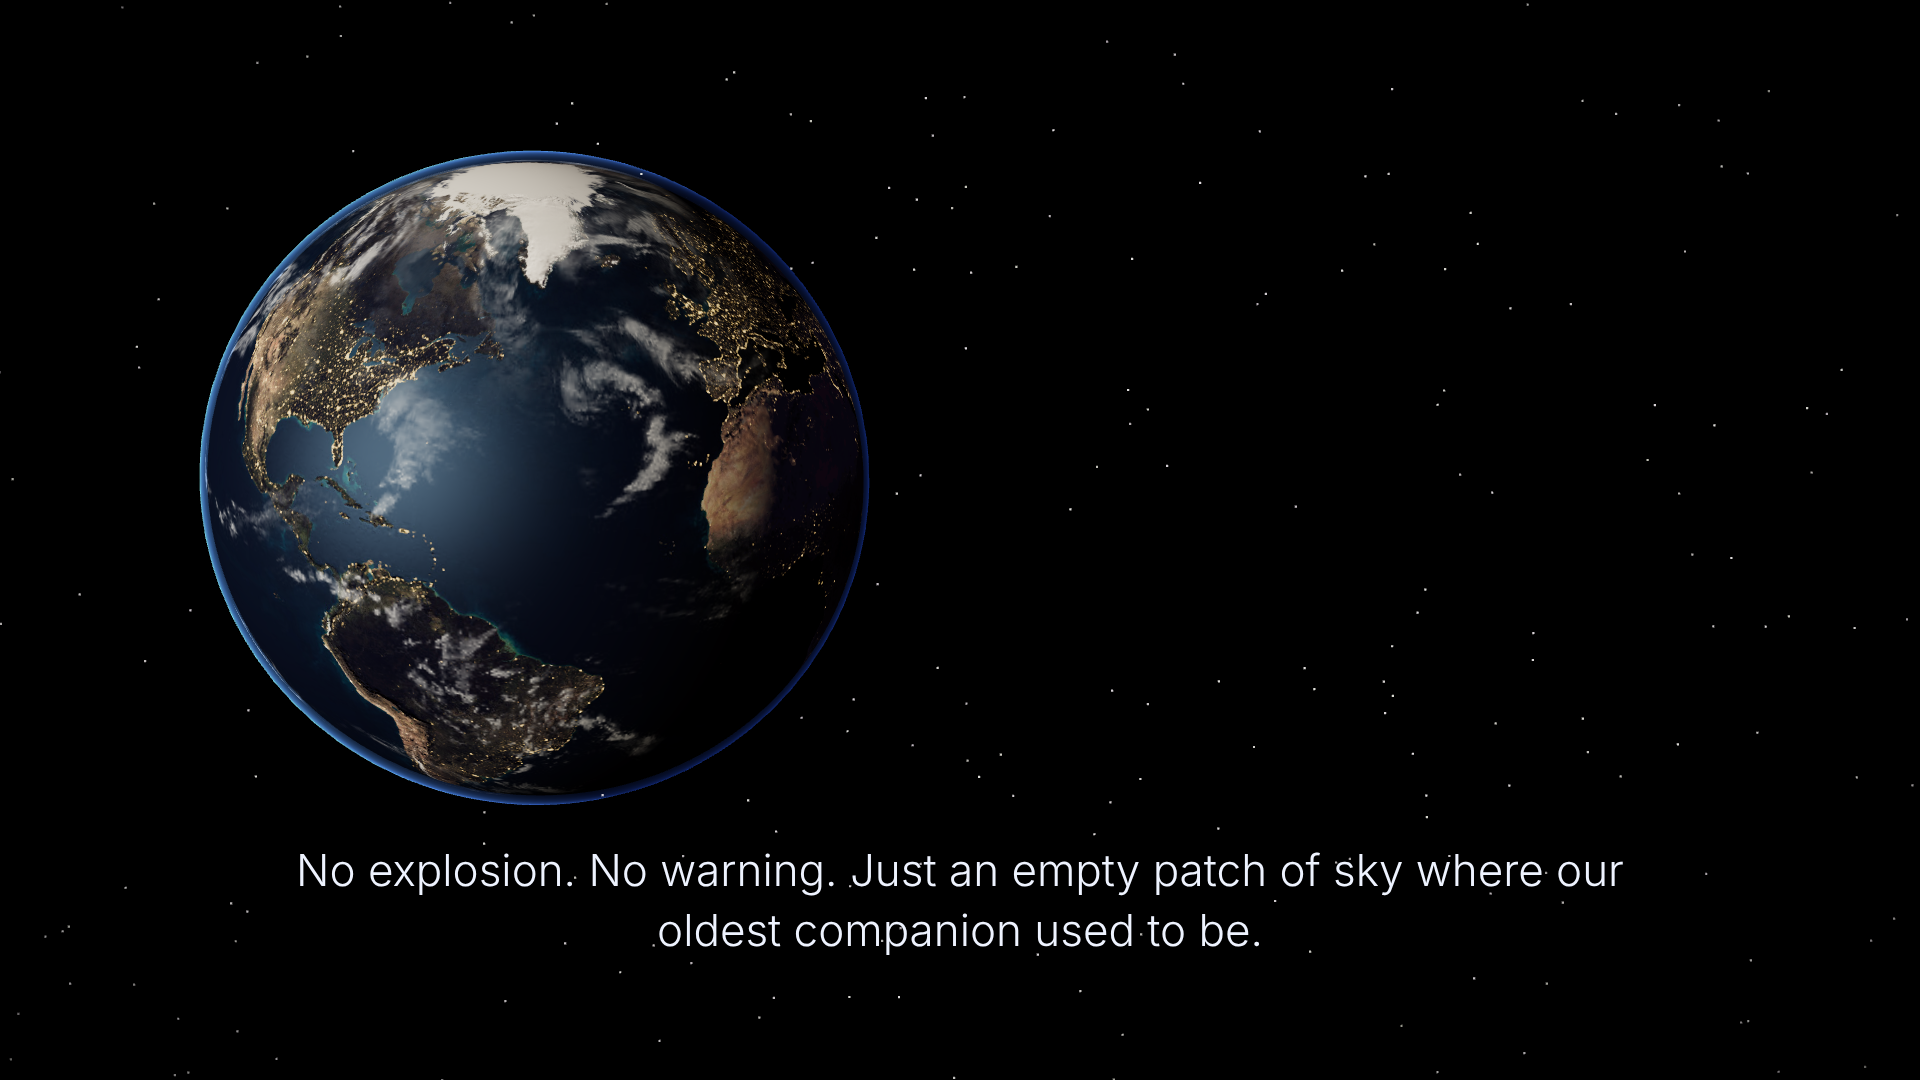 No explosion. No warning. Just an empty patch of sky where our
oldest companion used to be.